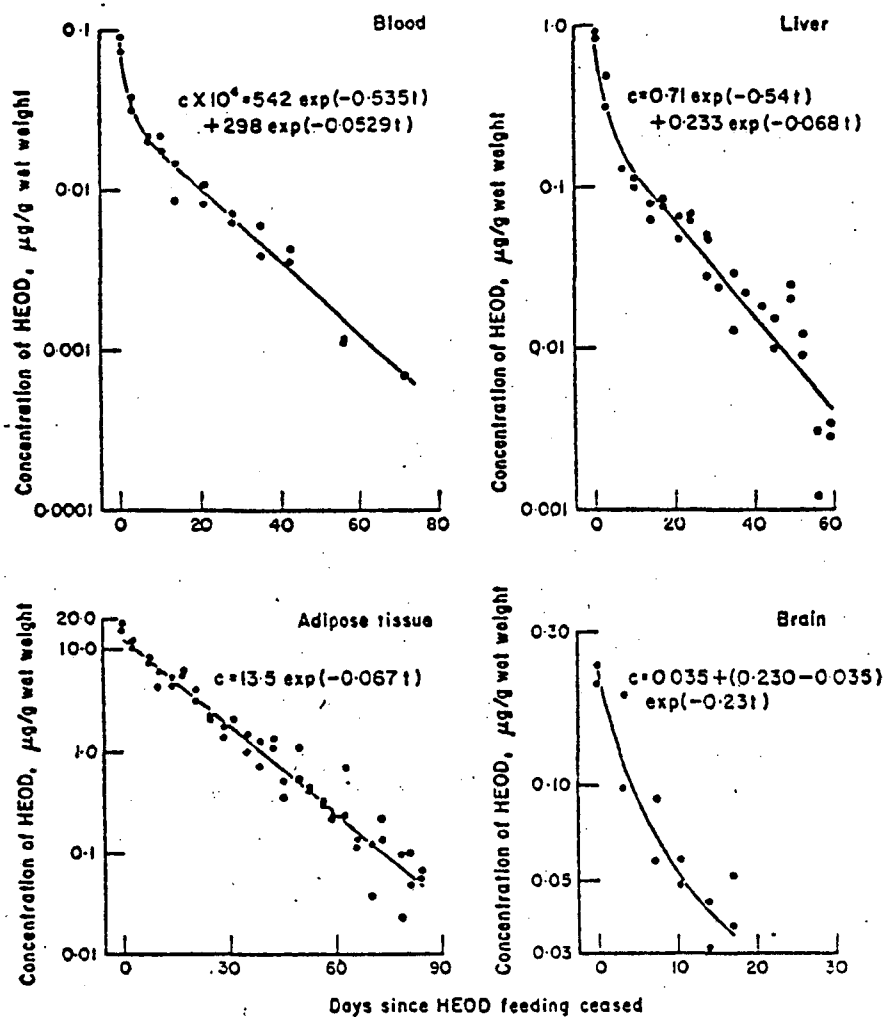 Blood
Concentration of HEOD, μg/g wet weight
0·1
0·01
0·001
0·0001
c X 10⁴ = 542 exp(-0·535t)
+ 298 exp(-0·0529t)
0 20 40 60 80
Liver
Concentration of HEOD, μg/g wet weight
1·0
0·1
0·01
0·001
c=0·71 exp(-0·54t)
+0·233 exp(-0·068t)
0 20 40 60
Adipose tissue
Concentration of HEOD, μg/g wet weight
20·0
10·0
1·0
0·1
0·01
c=13·5 exp(-0·067t)
0 30 60 90
Brain
Concentration of HEOD, μg/g wet weight
0·30
0·10
0·05
0·03
c=0·035+(0·230-0·035)
exp(-0·23t)
0 10 20 30
Days since HEOD feeding ceased